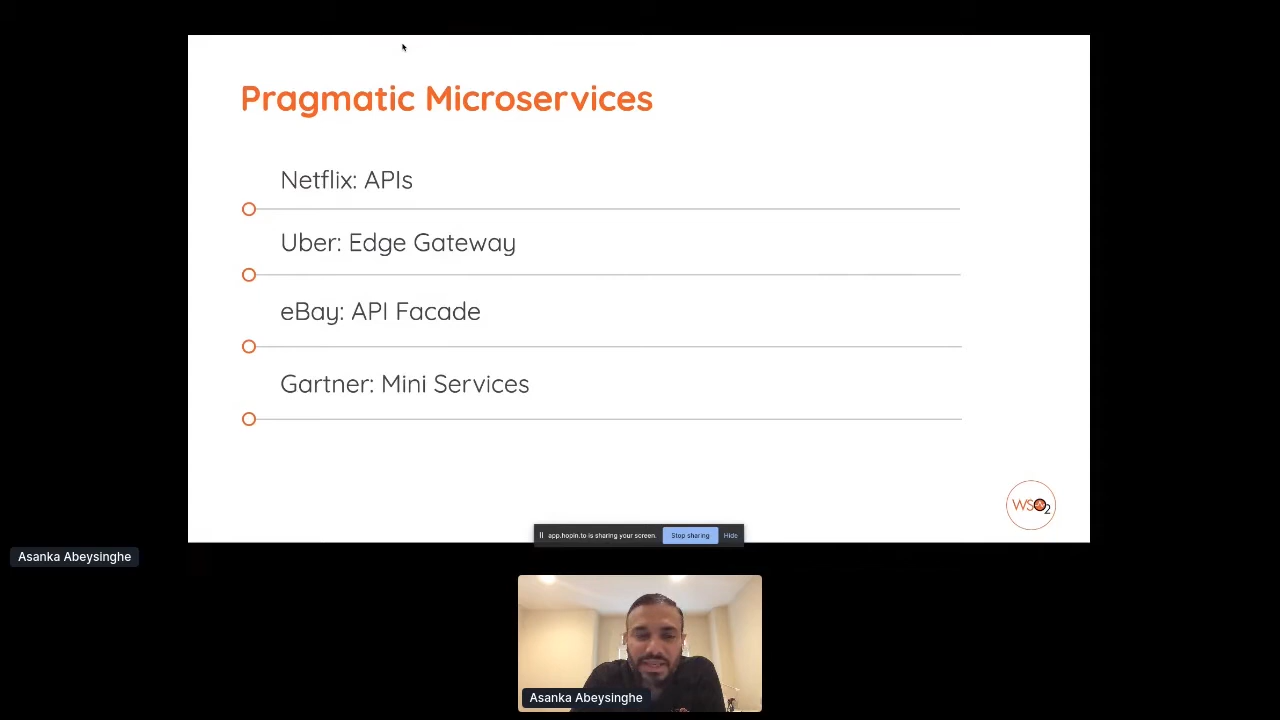 Pragmatic Microservices
Netflix: APIs
Uber: Edge Gateway
eBay: API Facade
Gartner: Mini Services
WSO2
app.hopin.to is sharing your screen.
Stop sharing
Hide
Asanka Abeysinghe
Asanka Abeysinghe